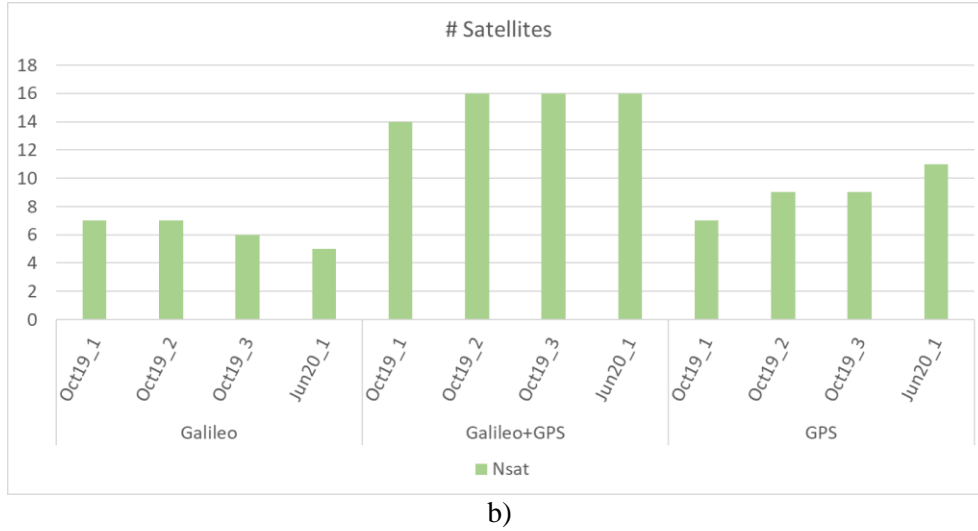 # Satellites
18
16
14
12
10
8
6
4
2
0
Oct19_1 Oct19_2 Oct19_3 Jun20_1 Oct19_1 Oct19_2 Oct19_3 Jun20_1 Oct19_1 Oct19_2 Oct19_3 Jun20_1
Galileo Galileo+GPS GPS
Nsat
b)